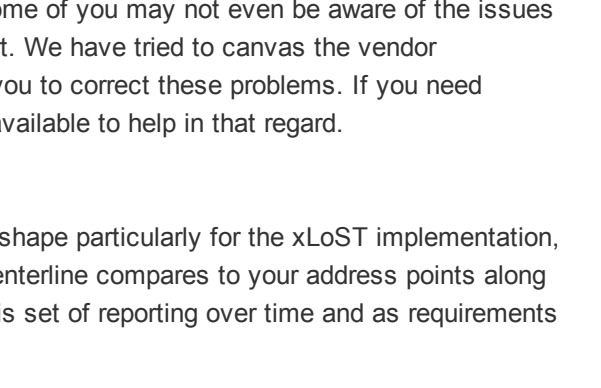 ome of you may not even be aware of the issues
t. We have tried to canvas the vendor
you to correct these problems. If you need
available to help in that regard.
shape particularly for the xLoST implementation,
enterline compares to your address points along
is set of reporting over time and as requirements